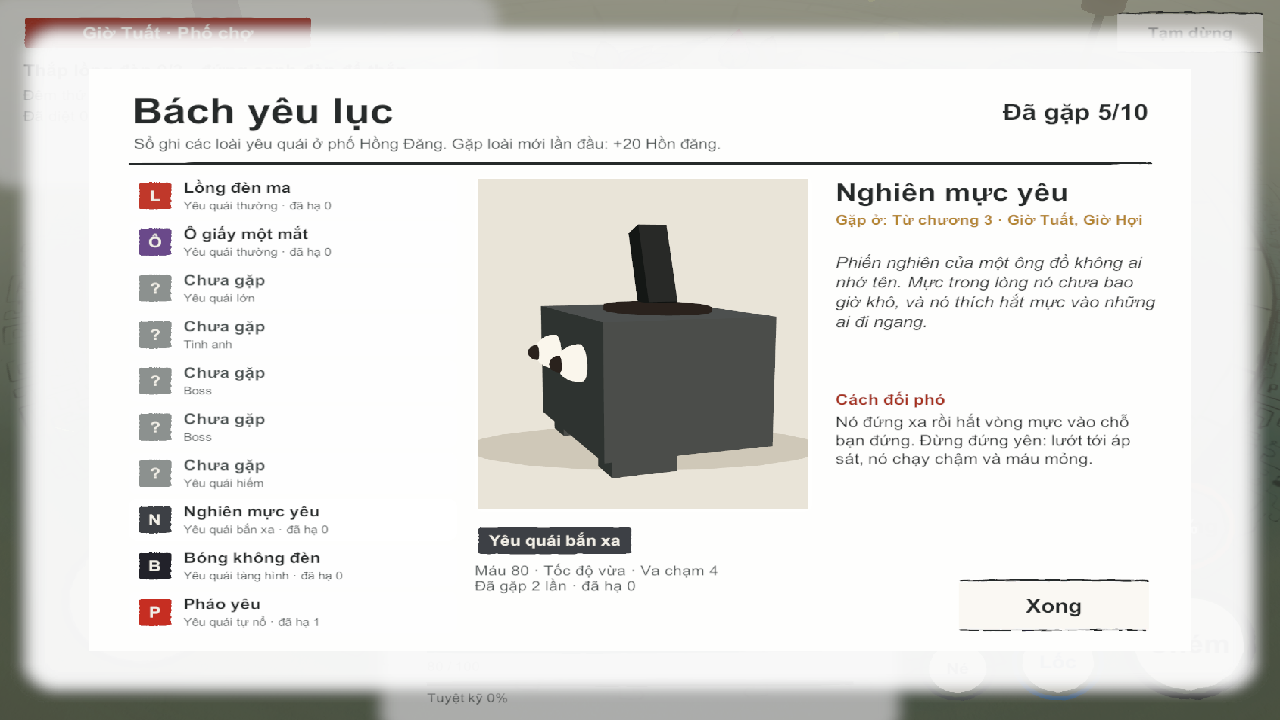 Giờ Tuất · Phố chợ
Tạm dừng
Bách yêu lục
Đã gặp 5/10
Sổ ghi các loài yêu quái ở phố Hồng Đăng. Gặp loài mới lần đầu: +20 Hồn đăng.
L
Lồng đèn ma
Yêu quái thường · đã hạ 0
Ô
Ô giấy một mắt
Yêu quái thường · đã hạ 0
?
Chưa gặp
Yêu quái lớn
?
Chưa gặp
Tinh anh
?
Chưa gặp
Boss
?
Chưa gặp
Boss
?
Chưa gặp
Yêu quái hiếm
N
Nghiên mực yêu
Yêu quái bắn xa · đã hạ 0
B
Bóng không đèn
Yêu quái tàng hình · đã hạ 0
P
Pháo yêu
Yêu quái tự nổ · đã hạ 1
Yêu quái bắn xa
Máu 80 · Tốc độ vừa · Va chạm 4
Đã gặp 2 lần · đã hạ 0
Nghiên mực yêu
Gặp ở: Từ chương 3 · Giờ Tuất, Giờ Hợi
Phiến nghiên của một ông đồ không ai
nhớ tên. Mực trong lòng nó chưa bao
giờ khô, và nó thích hắt mực vào những
ai đi ngang.
Cách đối phó
Nó đứng xa rồi hắt vòng mực vào chỗ
bạn đứng. Đừng đứng yên: lướt tới áp
sát, nó chạy chậm và máu mỏng.
Xong
Tuyệt kỹ 0%